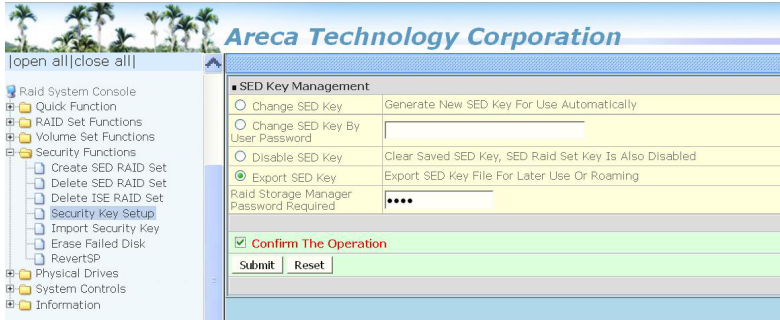 Areca Technology Corporation
|open all|close all|
Raid System Console
Quick Function
RAID Set Functions
Volume Set Functions
Security Functions
Create SED RAID Set
Delete SED RAID Set
Delete ISE RAID Set
Security Key Setup
Import Security Key
Erase Failed Disk
RevertSP
Physical Drives
System Controls
Information
SED Key Management
Change SED Key
Generate New SED Key For Use Automatically
Change SED Key By
User Password
Disable SED Key
Clear Saved SED Key, SED Raid Set Key Is Also Disabled
Export SED Key
Export SED Key File For Later Use Or Roaming
Raid Storage Manager
Password Required
••••
Confirm The Operation
Submit Reset